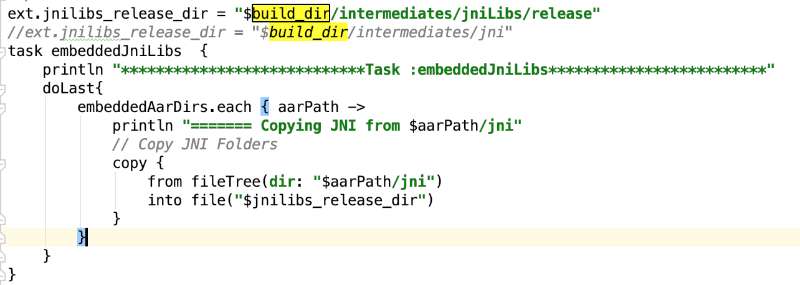 ext.jnilibs_release_dir = "$build_dir/intermediates/jniLibs/release"
//ext.jnilibs_release_dir = "$build_dir/intermediates/jni"
task embeddedJniLibs  {
    println "****************************Task :embeddedJniLibs*************************"
    doLast{
        embeddedAarDirs.each { aarPath ->
            println "======= Copying JNI from $aarPath/jni"
            // Copy JNI Folders
            copy {
                from fileTree(dir: "$aarPath/jni")
                into file("$jnilibs_release_dir")
            }
        }
    }
}